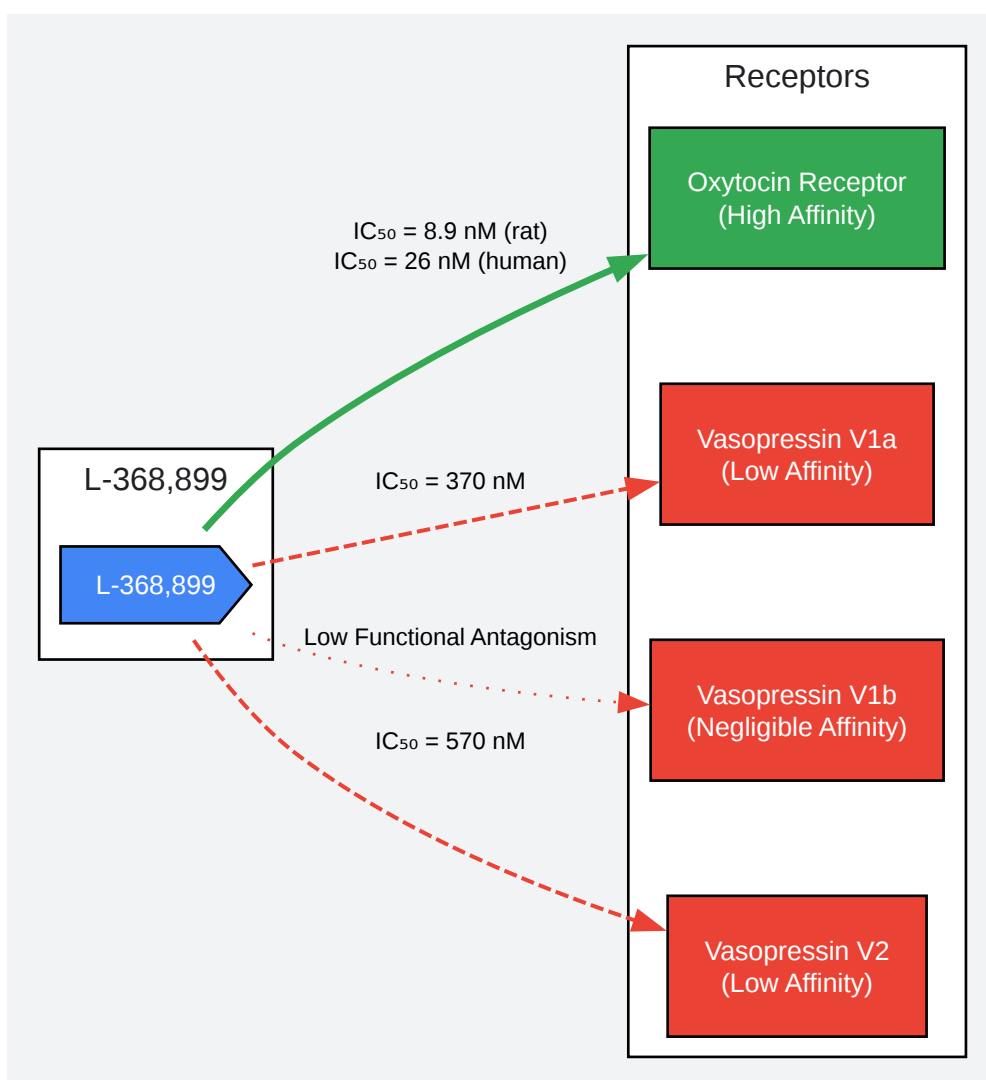 Receptors
Oxytocin Receptor
(High Affinity)
IC₅₀ = 8.9 nM (rat)
IC₅₀ = 26 nM (human)
Vasopressin V1a
(Low Affinity)
L-368,899
IC₅₀ = 370 nM
L-368,899
Low Functional Antagonism
Vasopressin V1b
(Negligible Affinity)
IC₅₀ = 570 nM
Vasopressin V2
(Low Affinity)